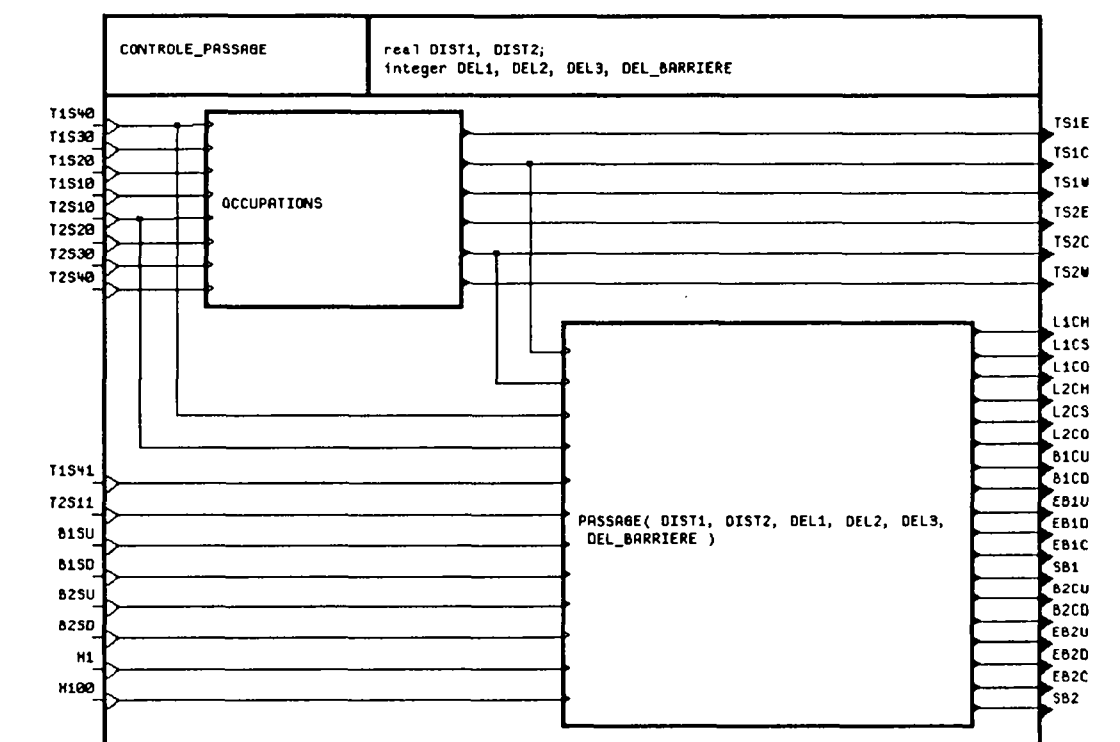 CONTROLE_PASSAGE
real DIST1, DIST2;
integer DEL1, DEL2, DEL3, DEL_BARRIERE
T1S40
T1S30
T1S20
T1S10
T2S10
T2S20
T2S30
T2S40
OCCUPATIONS
TS1E
TS1C
TS1W
TS2E
TS2C
TS2W
T1S41
T2S11
B1SU
B1SD
B2SU
B2SD
H1
H100
PASSAGE( DIST1, DIST2, DEL1, DEL2, DEL3,
DEL_BARRIERE )
L1CH
L1CS
L1CO
L2CH
L2CS
L2CO
B1CU
B1CD
EB1U
EB1D
EB1C
SB1
B2CU
B2CD
EB2U
EB2D
EB2C
SB2